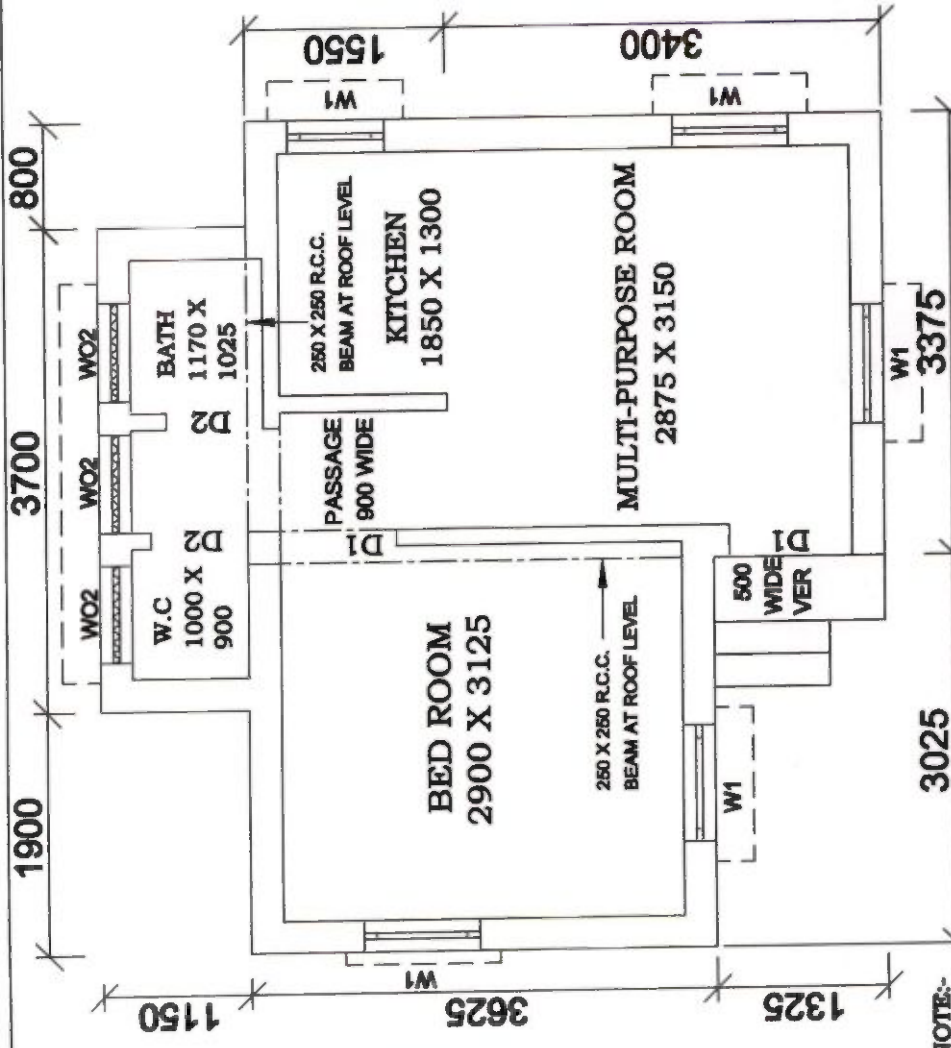 800
3700
1900
1550
3400
1150
3625
1325
3375
3025
WO2
WO2
WO2
BATH
1170 X
1025
D2
D2
W.C
1000 X
900
W1
250 X 250 R.C.C.
BEAM AT ROOF LEVEL
KITCHEN
1850 X 1300
PASSAGE
900 WIDE
D1
W1
MULTI-PURPOSE ROOM
2875 X 3150
BED ROOM
2900 X 3125
250 X 250 R.C.C.
BEAM AT ROOF LEVEL
D1
500
WIDE
VER
W1
W1
W1
NOTE:-